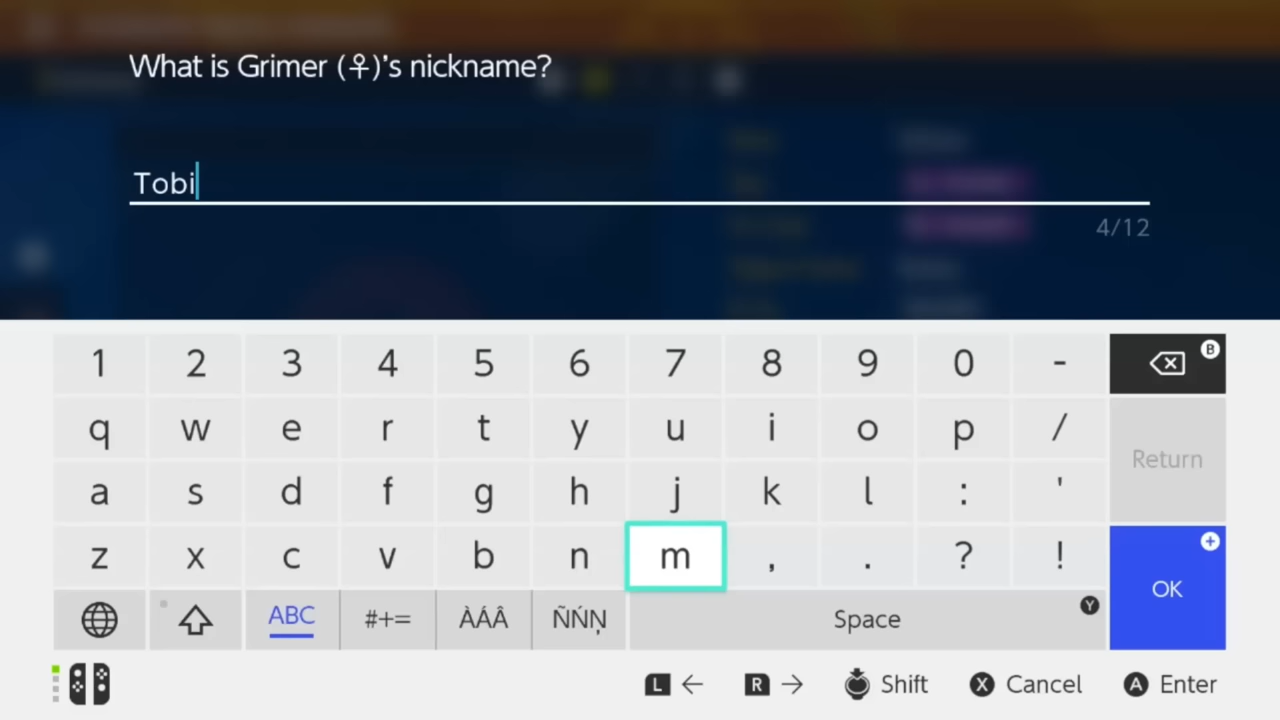 What is Grimer (♀)'s nickname?
Tobi
4/12
1 2 3 4 5 6 7 8 9 0 - B
q w e r t y u i o p /
Return
a s d f g h j k l : '
z x c v b n m , . ? ! +
OK
ABC #+= ÀÁÂ ÑŃŅ Space Y
L ← R → Shift X Cancel A Enter